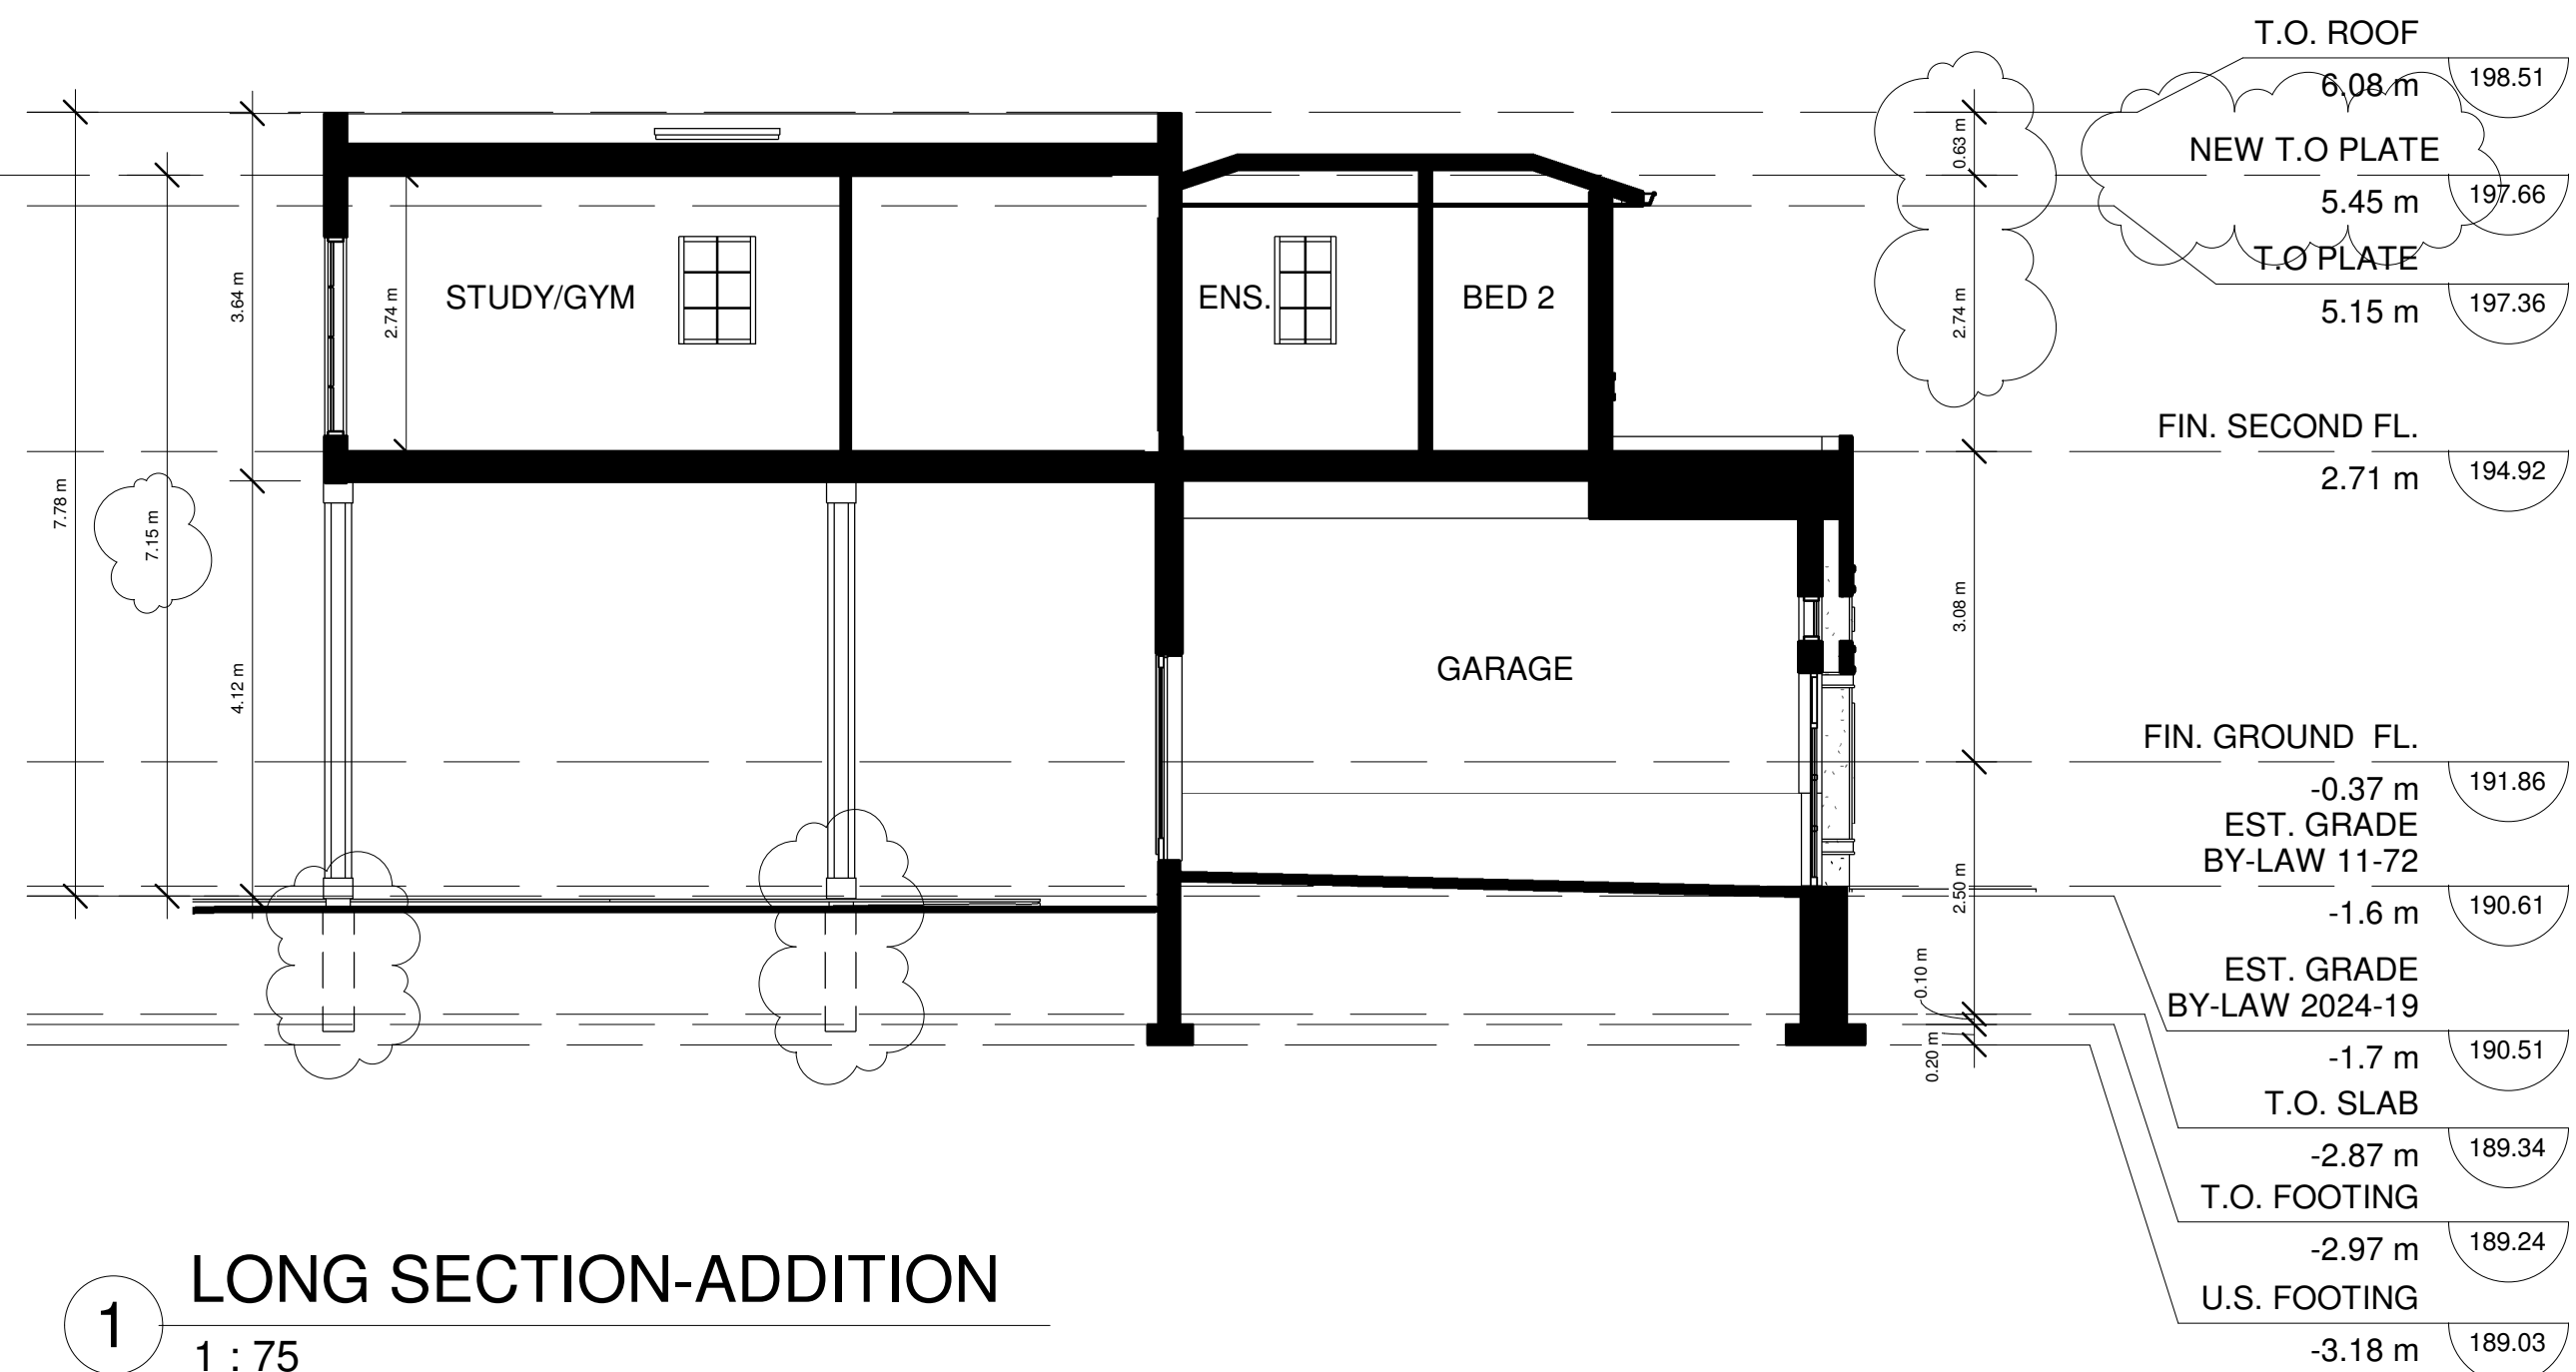 T.O. ROOF
6.08 m
198.51
NEW T.O PLATE
5.45 m
197.66
T.O PLATE
5.15 m
197.36
FIN. SECOND FL.
2.71 m
194.92
FIN. GROUND FL.
-0.37 m
191.86
EST. GRADE
BY-LAW 11-72
-1.6 m
190.61
EST. GRADE
BY-LAW 2024-19
-1.7 m
190.51
T.O. SLAB
-2.87 m
189.34
T.O. FOOTING
-2.97 m
189.24
U.S. FOOTING
-3.18 m
189.03
7.78 m
7.15 m
3.64 m
4.12 m
2.74 m
STUDY/GYM
ENS.
BED 2
GARAGE
0.63 m
2.74 m
3.08 m
2.50 m
0.10 m
0.20 m
1
LONG SECTION-ADDITION
1 : 75